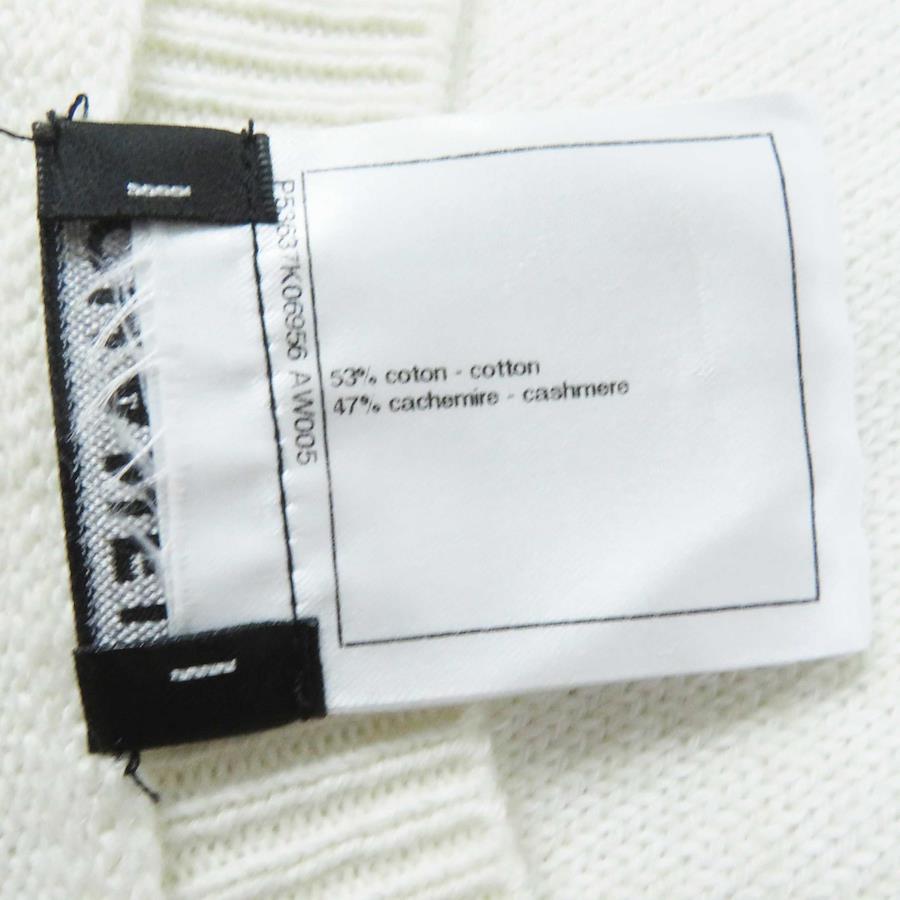 P53637K06956 AW005
53% coton - cotton
47% cachemire - cashmere